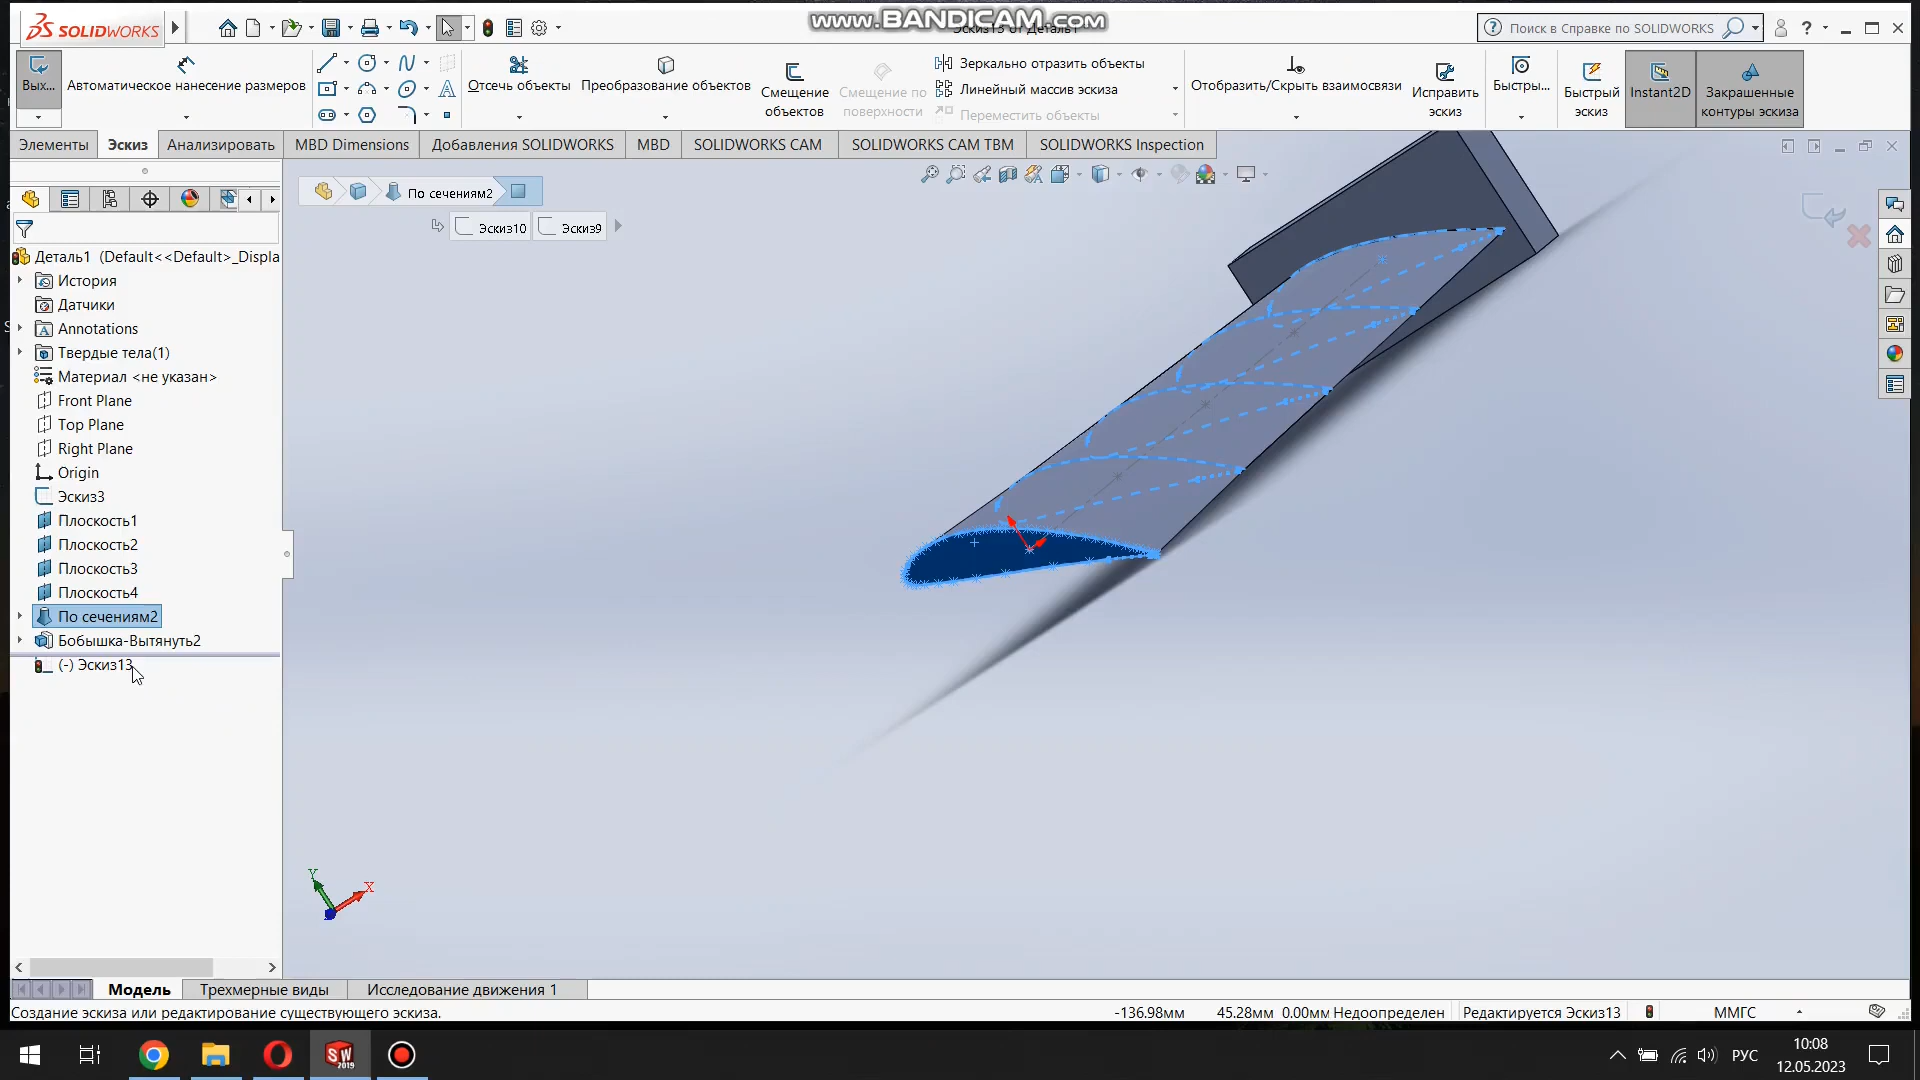 www.BANDICAM.com
SOLIDWORKS
Эскиз13 от Деталь1
Поиск в Справке по SOLIDWORKS
Вых...
Автоматическое нанесение размеров
Отсечь объекты
Преобразование объектов
Смещение объектов
Смещение по поверхности
Зеркально отразить объекты
Линейный массив эскиза
Переместить объекты
Отобразить/Скрыть взаимосвязи
Исправить эскиз
Быстры...
Быстрый эскиз
Instant2D
Закрашенные контуры эскиза
Элементы
Эскиз
Анализировать
MBD Dimensions
Добавления SOLIDWORKS
MBD
SOLIDWORKS CAM
SOLIDWORKS CAM TBM
SOLIDWORKS Inspection
По сечениям2
Эскиз10
Эскиз9
Деталь1 (Default<<Default>_Displa
История
Датчики
Annotations
Твердые тела(1)
Материал <не указан>
Front Plane
Top Plane
Right Plane
Origin
Эскиз3
Плоскость1
Плоскость2
Плоскость3
Плоскость4
По сечениям2
Бобышка-Вытянуть2
(-) Эскиз13
Y
X
Модель
Трехмерные виды
Исследование движения 1
Создание эскиза или редактирование существующего эскиза.
-136.98мм
45.28мм
0.00мм
Недоопределен
Редактируется Эскиз13
ММГС
SW
2019
РУС
10:08
12.05.2023